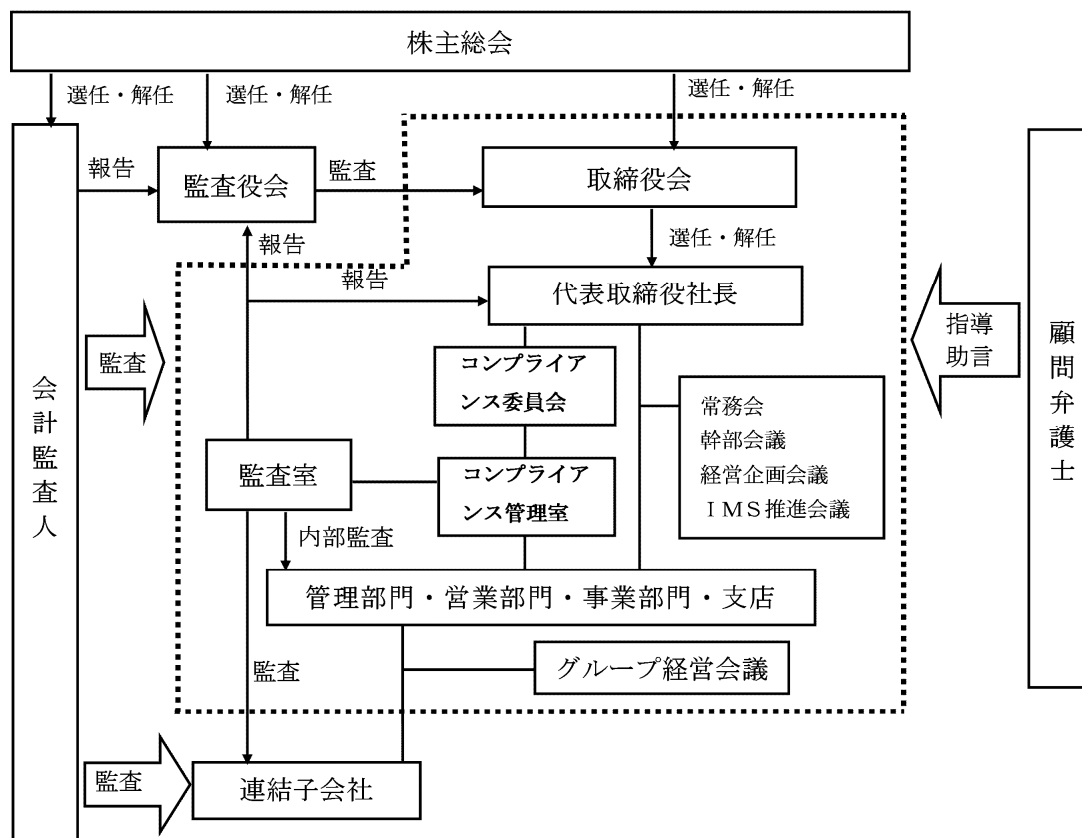 株主総会
選任・解任
選任・解任
選任・解任
報告
監査役会
監査
取締役会
報告
選任・解任
報告
代表取締役社長
監査
指導
助言
顧問弁護士
会計監査人
コンプライア
ンス委員会
常務会
幹部会議
経営企画会議
ＩＭＳ推進会議
監査室
コンプライア
ンス管理室
内部監査
管理部門・営業部門・事業部門・支店
監査
グループ経営会議
監査
連結子会社